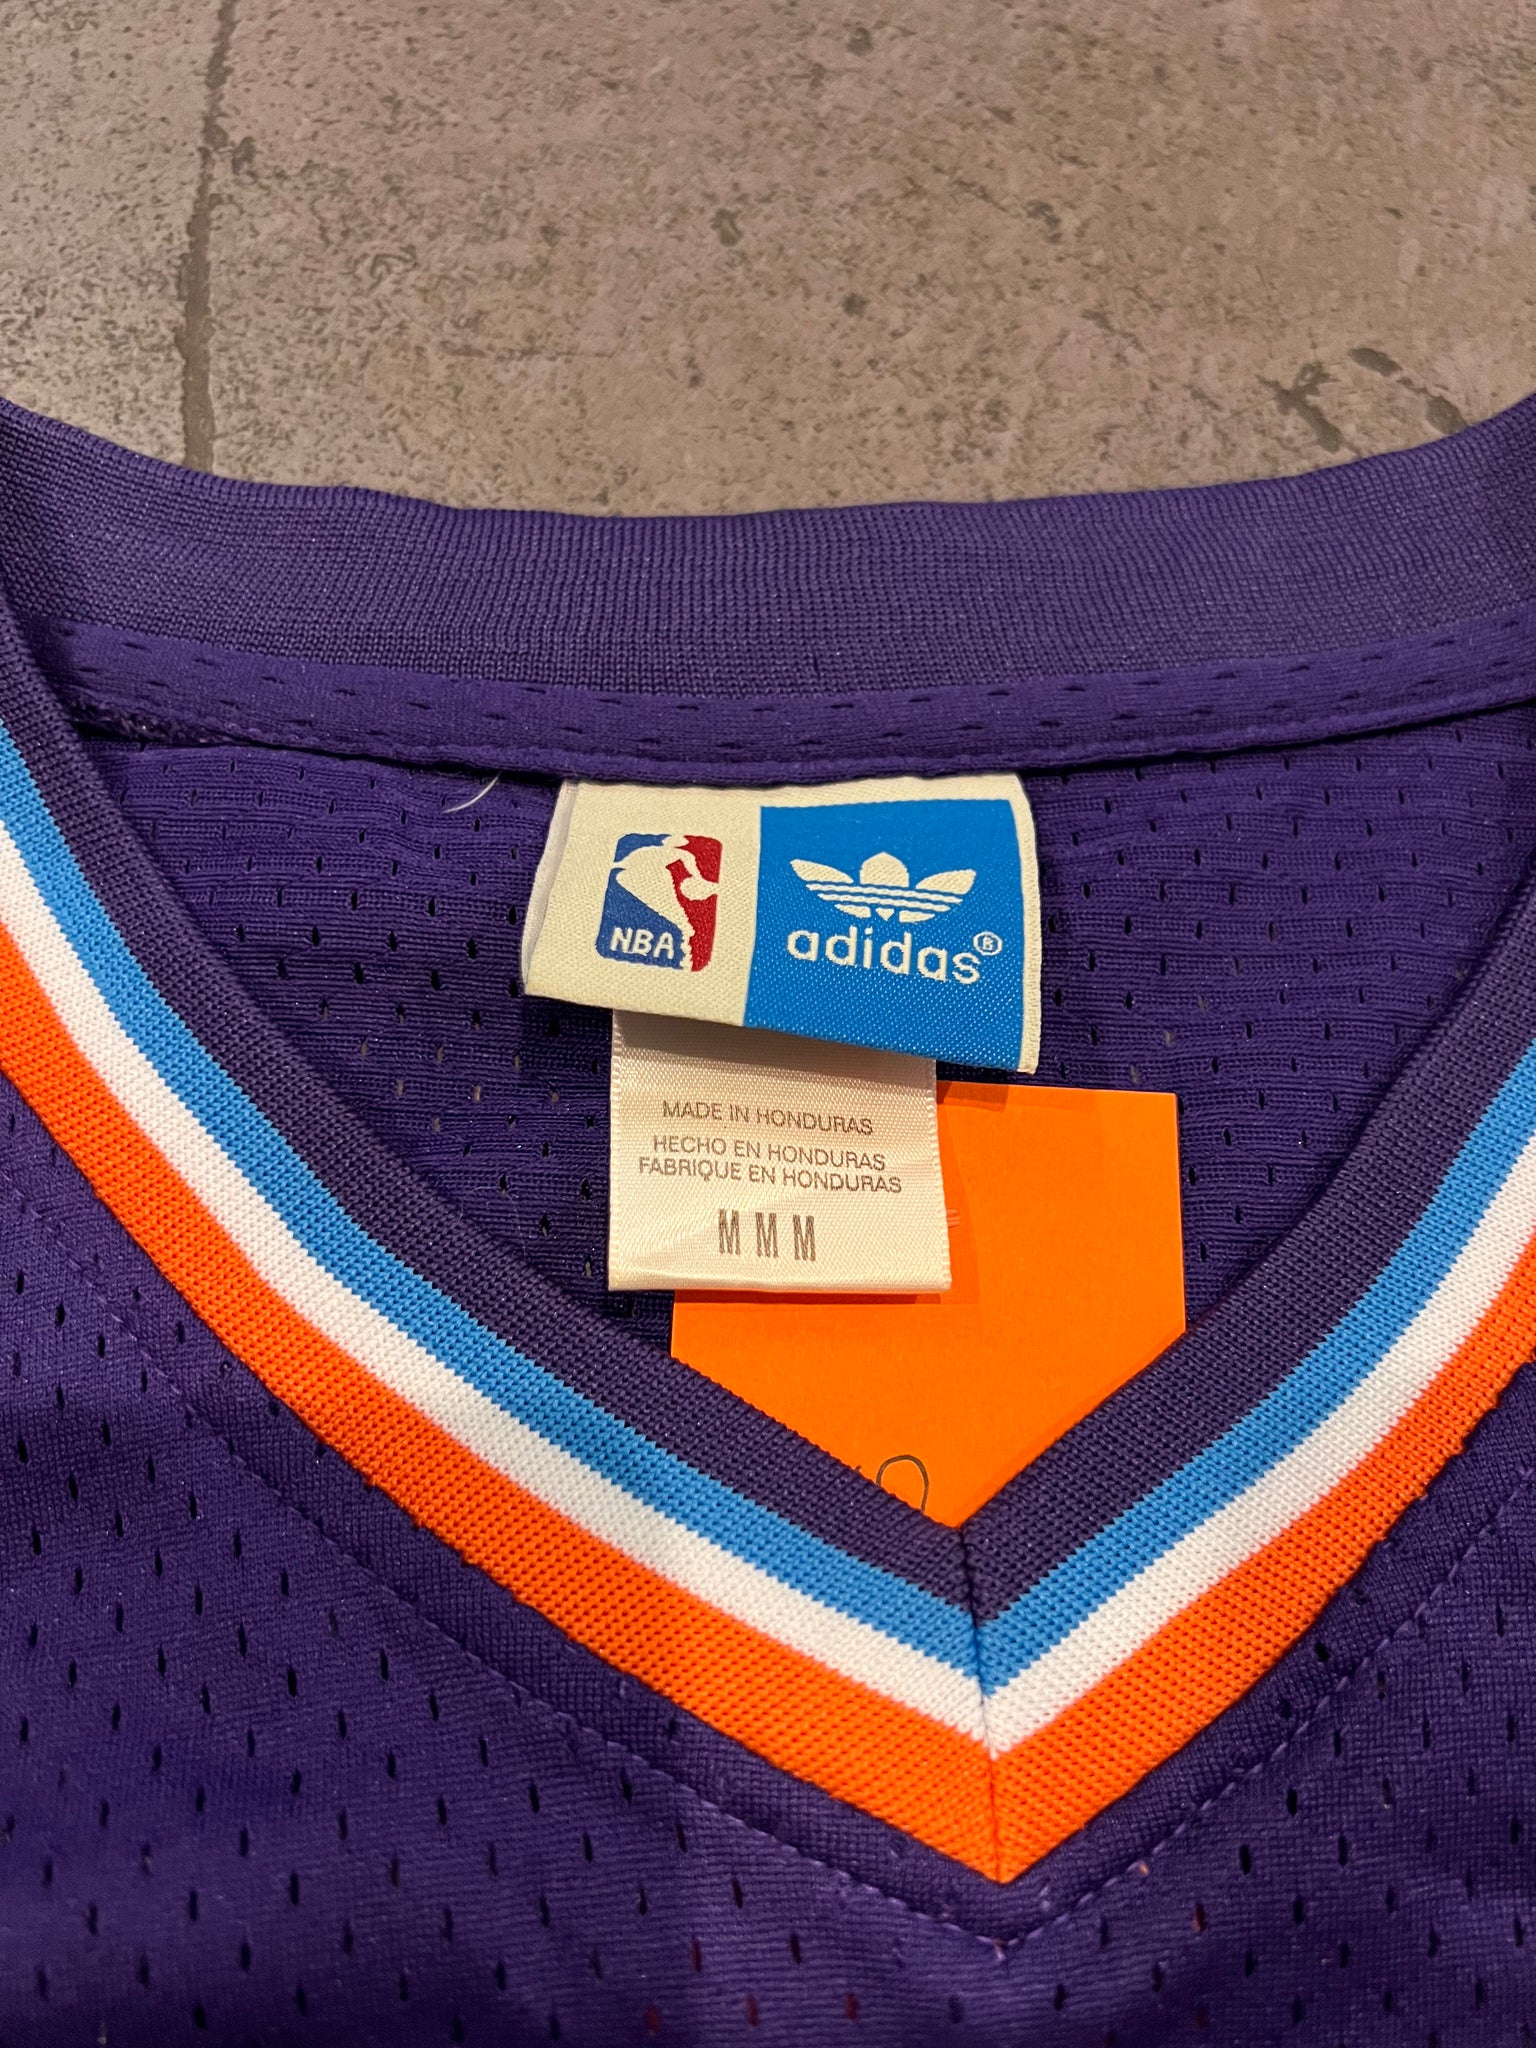 NBA
adidas®
MADE IN HONDURAS
HECHO EN HONDURAS
FABRIQUE EN HONDURAS
M M M